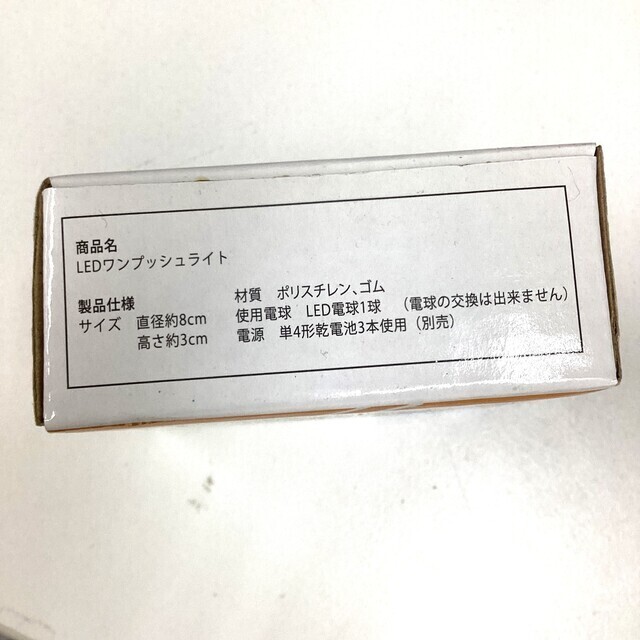 商品名
LEDワンプッシュライト
製品仕様
サイズ 直径約8cm
高さ約3cm
材質 ポリスチレン、ゴム
使用電球 LED電球1球 (電球の交換は出来ません)
電源 単4形乾電池3本使用(別売)